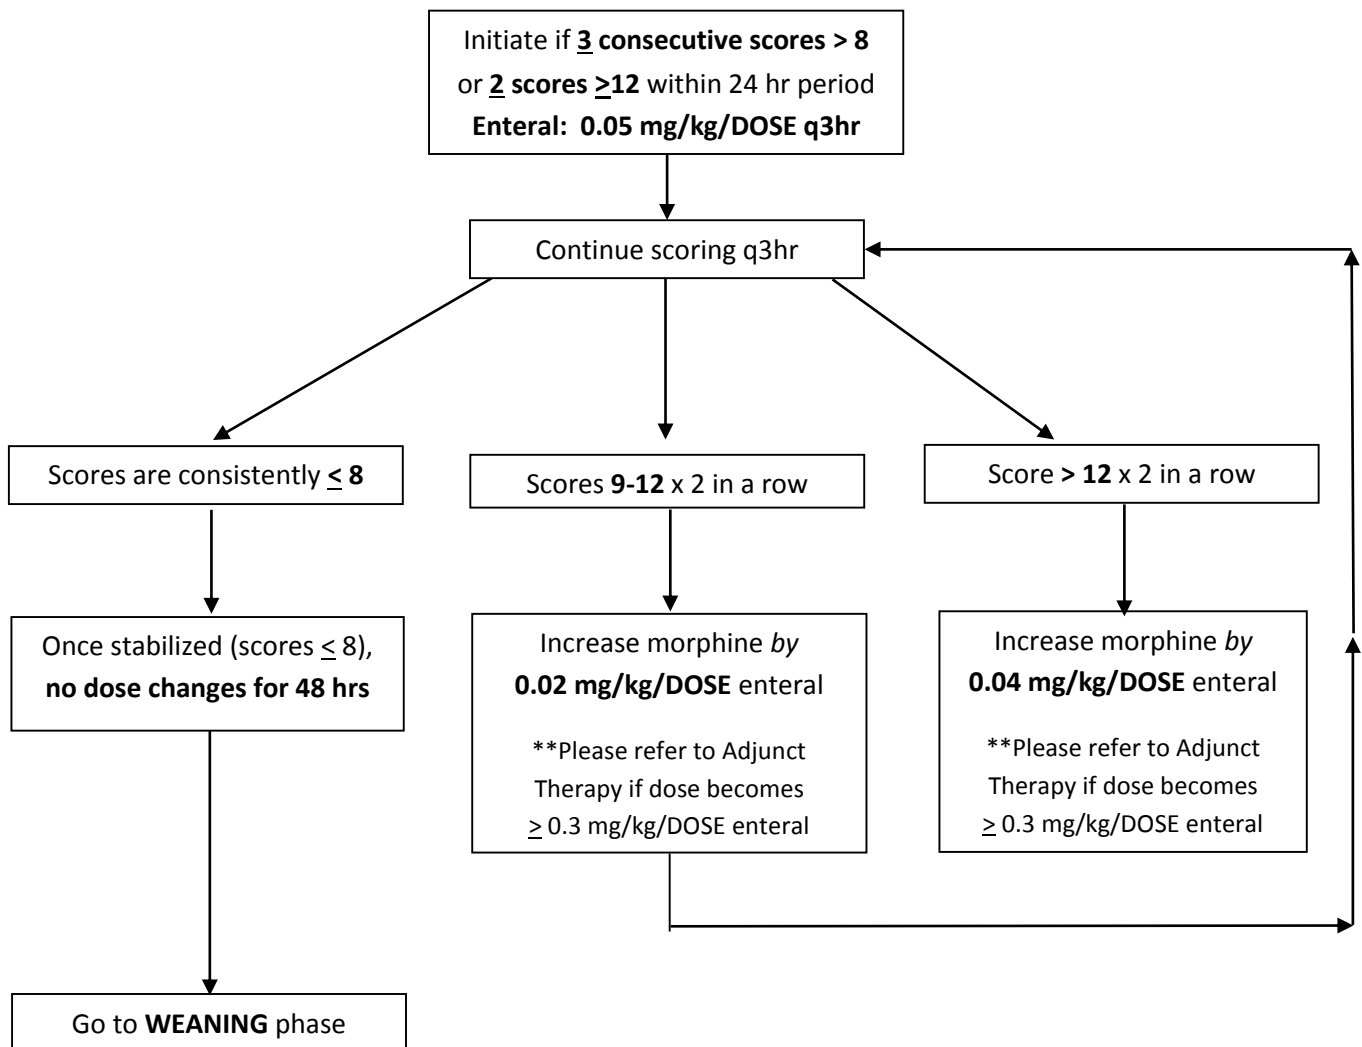 Initiate if 3 consecutive scores > 8
or 2 scores ≥12 within 24 hr period
Enteral: 0.05 mg/kg/DOSE q3hr
Continue scoring q3hr
Scores are consistently ≤ 8
Scores 9-12 x 2 in a row
Score > 12 x 2 in a row
Once stabilized (scores ≤ 8),
no dose changes for 48 hrs
Increase morphine by
0.02 mg/kg/DOSE enteral
**Please refer to Adjunct
Therapy if dose becomes
≥ 0.3 mg/kg/DOSE enteral
Increase morphine by
0.04 mg/kg/DOSE enteral
**Please refer to Adjunct
Therapy if dose becomes
≥ 0.3 mg/kg/DOSE enteral
Go to WEANING phase